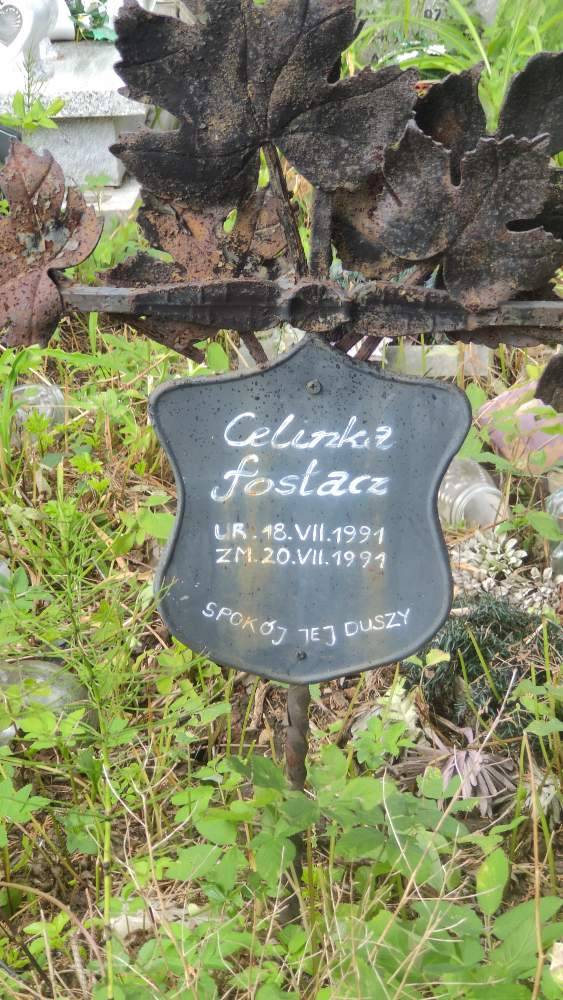 Celinka
Fostacz
UR. 18.VII.1991
ZM. 20.VII.1991
SPOKÓJ JEJ DUSZY